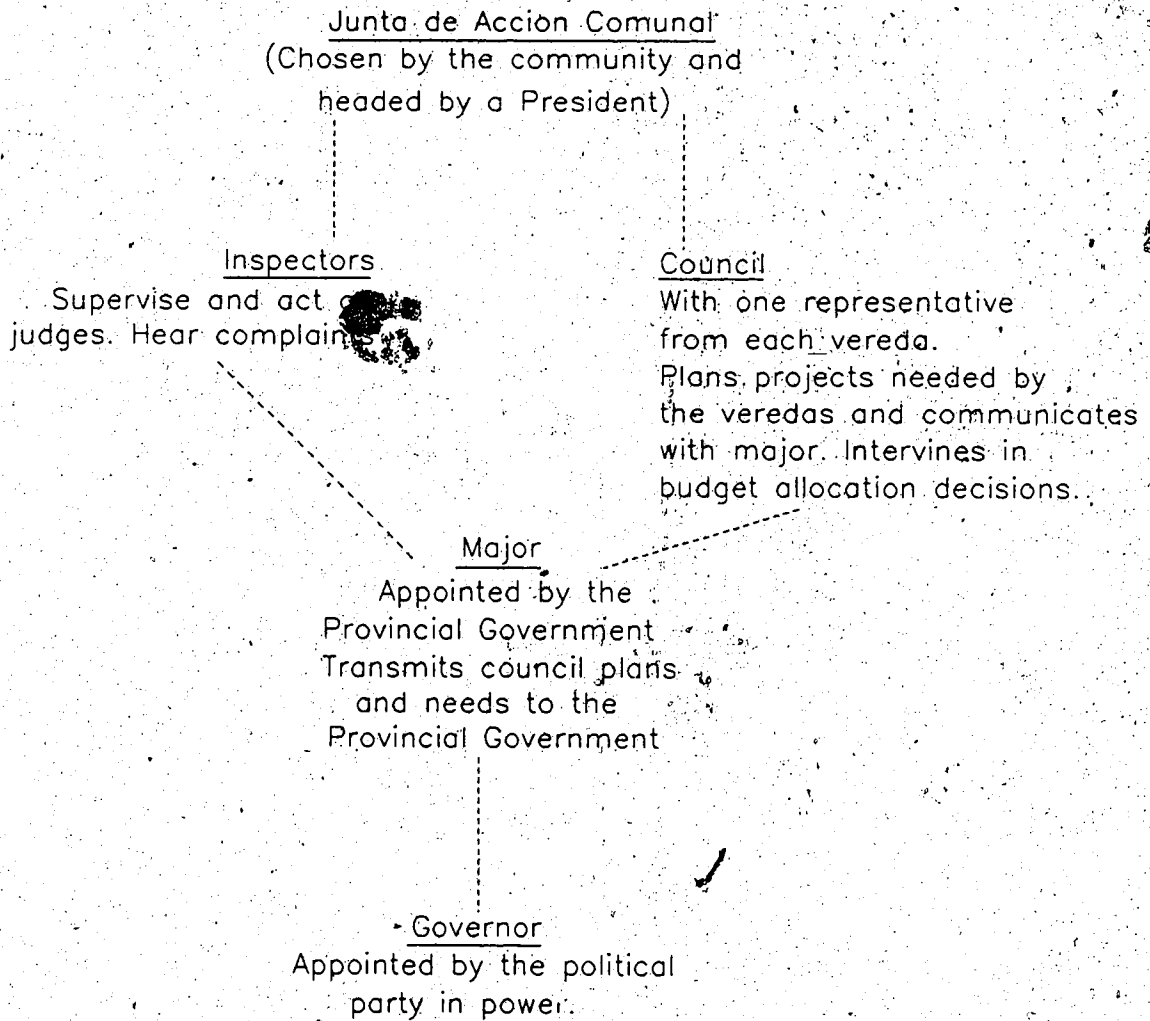 Junta de Acción Comunal
(Chosen by the community and
headed by a President)
Inspectors
Supervise and act
judges. Hear complaints
Council
With one representative
from each vereda.
Plans projects needed by
the veredas and communicates
with major. Intervines in
budget allocation decisions.
Major
Appointed by the
Provincial Government
Transmits council plans
and needs to the
Provincial Government
Governor
Appointed by the political
party in power.